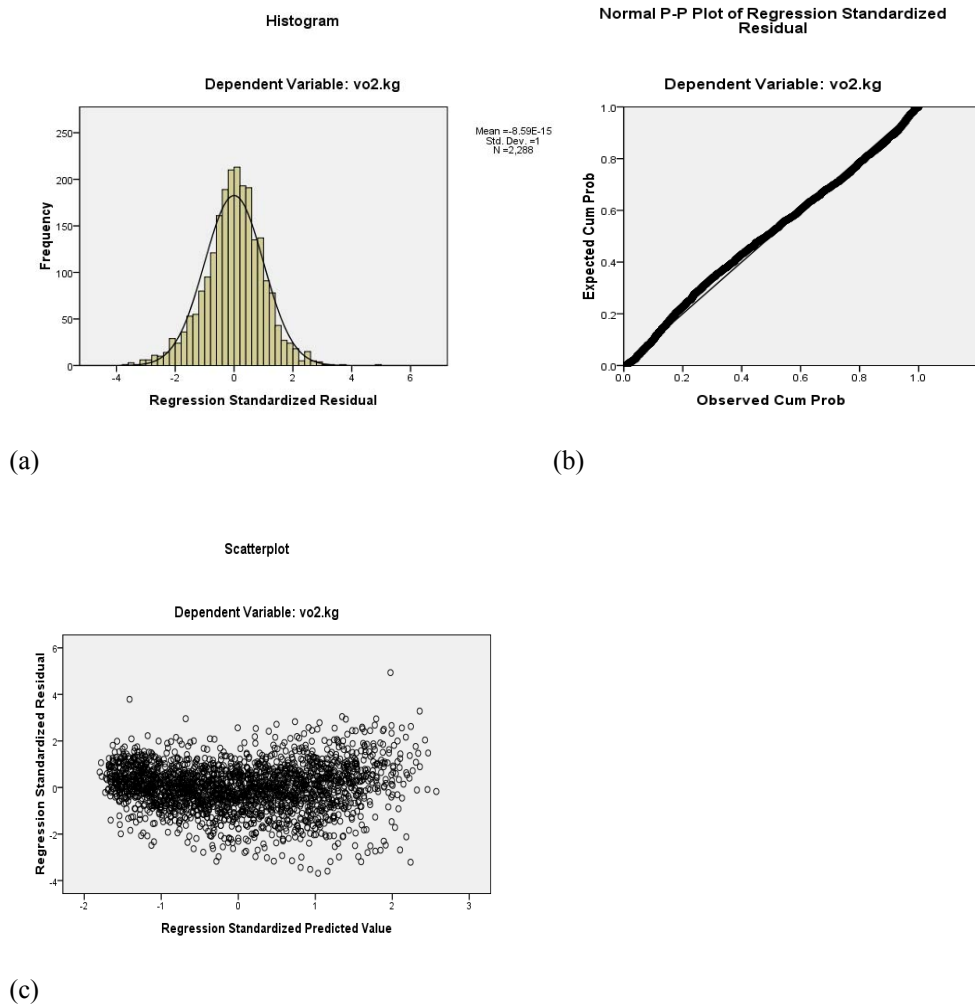 Histogram
Dependent Variable: vo2.kg
Mean =-8.59E-15
Std. Dev. =1
N =2,288
Frequency
250
200
150
100
50
0
-4 -2 0 2 4 6
Regression Standardized Residual
(a)
Normal P-P Plot of Regression Standardized
Residual
Dependent Variable: vo2.kg
Expected Cum Prob
1.0
0.8
0.6
0.4
0.2
0.0
0.0 0.2 0.4 0.6 0.8 1.0
Observed Cum Prob
(b)
Scatterplot
Dependent Variable: vo2.kg
Regression Standardized Residual
6
4
2
0
-2
-4
-2 -1 0 1 2 3
Regression Standardized Predicted Value
(c)